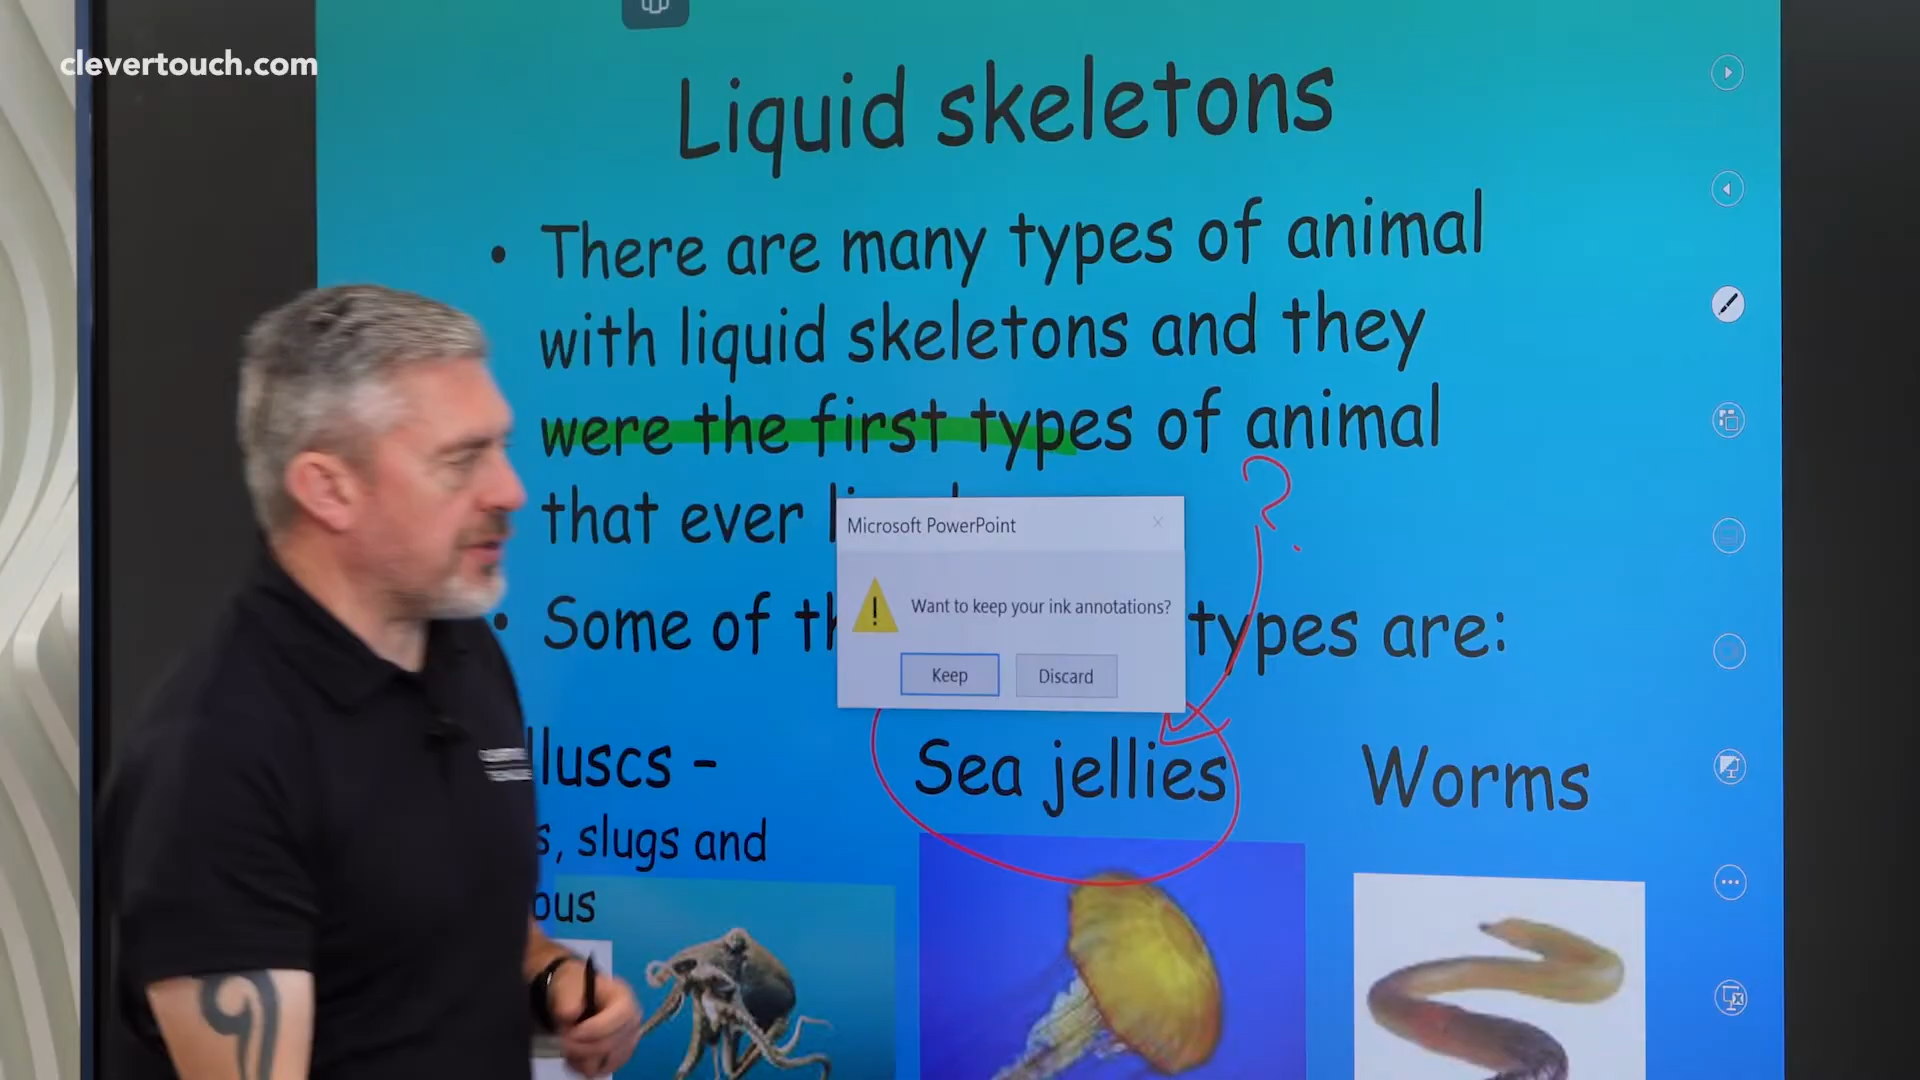 clevertouch.com
Liquid skeletons
• There are many types of animal
with liquid skeletons and they
were the first types of animal
that ever
Microsoft PowerPoint
Want to keep your ink annotations?
Keep
Discard
?
• Some of types are:
lluscs -
s, slugs and
ous
Sea jellies
Worms